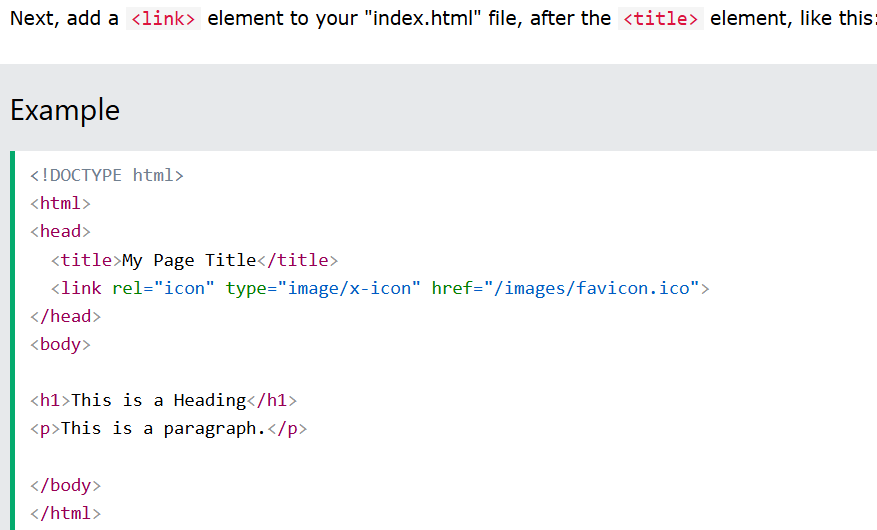 Next, add a <link> element to your "index.html" file, after the <title> element, like this:
Example
<!DOCTYPE html>
<html>
<head>
  <title>My Page Title</title>
  <link rel="icon" type="image/x-icon" href="/images/favicon.ico">
</head>
<body>
<h1>This is a Heading</h1>
<p>This is a paragraph.</p>
</body>
</html>